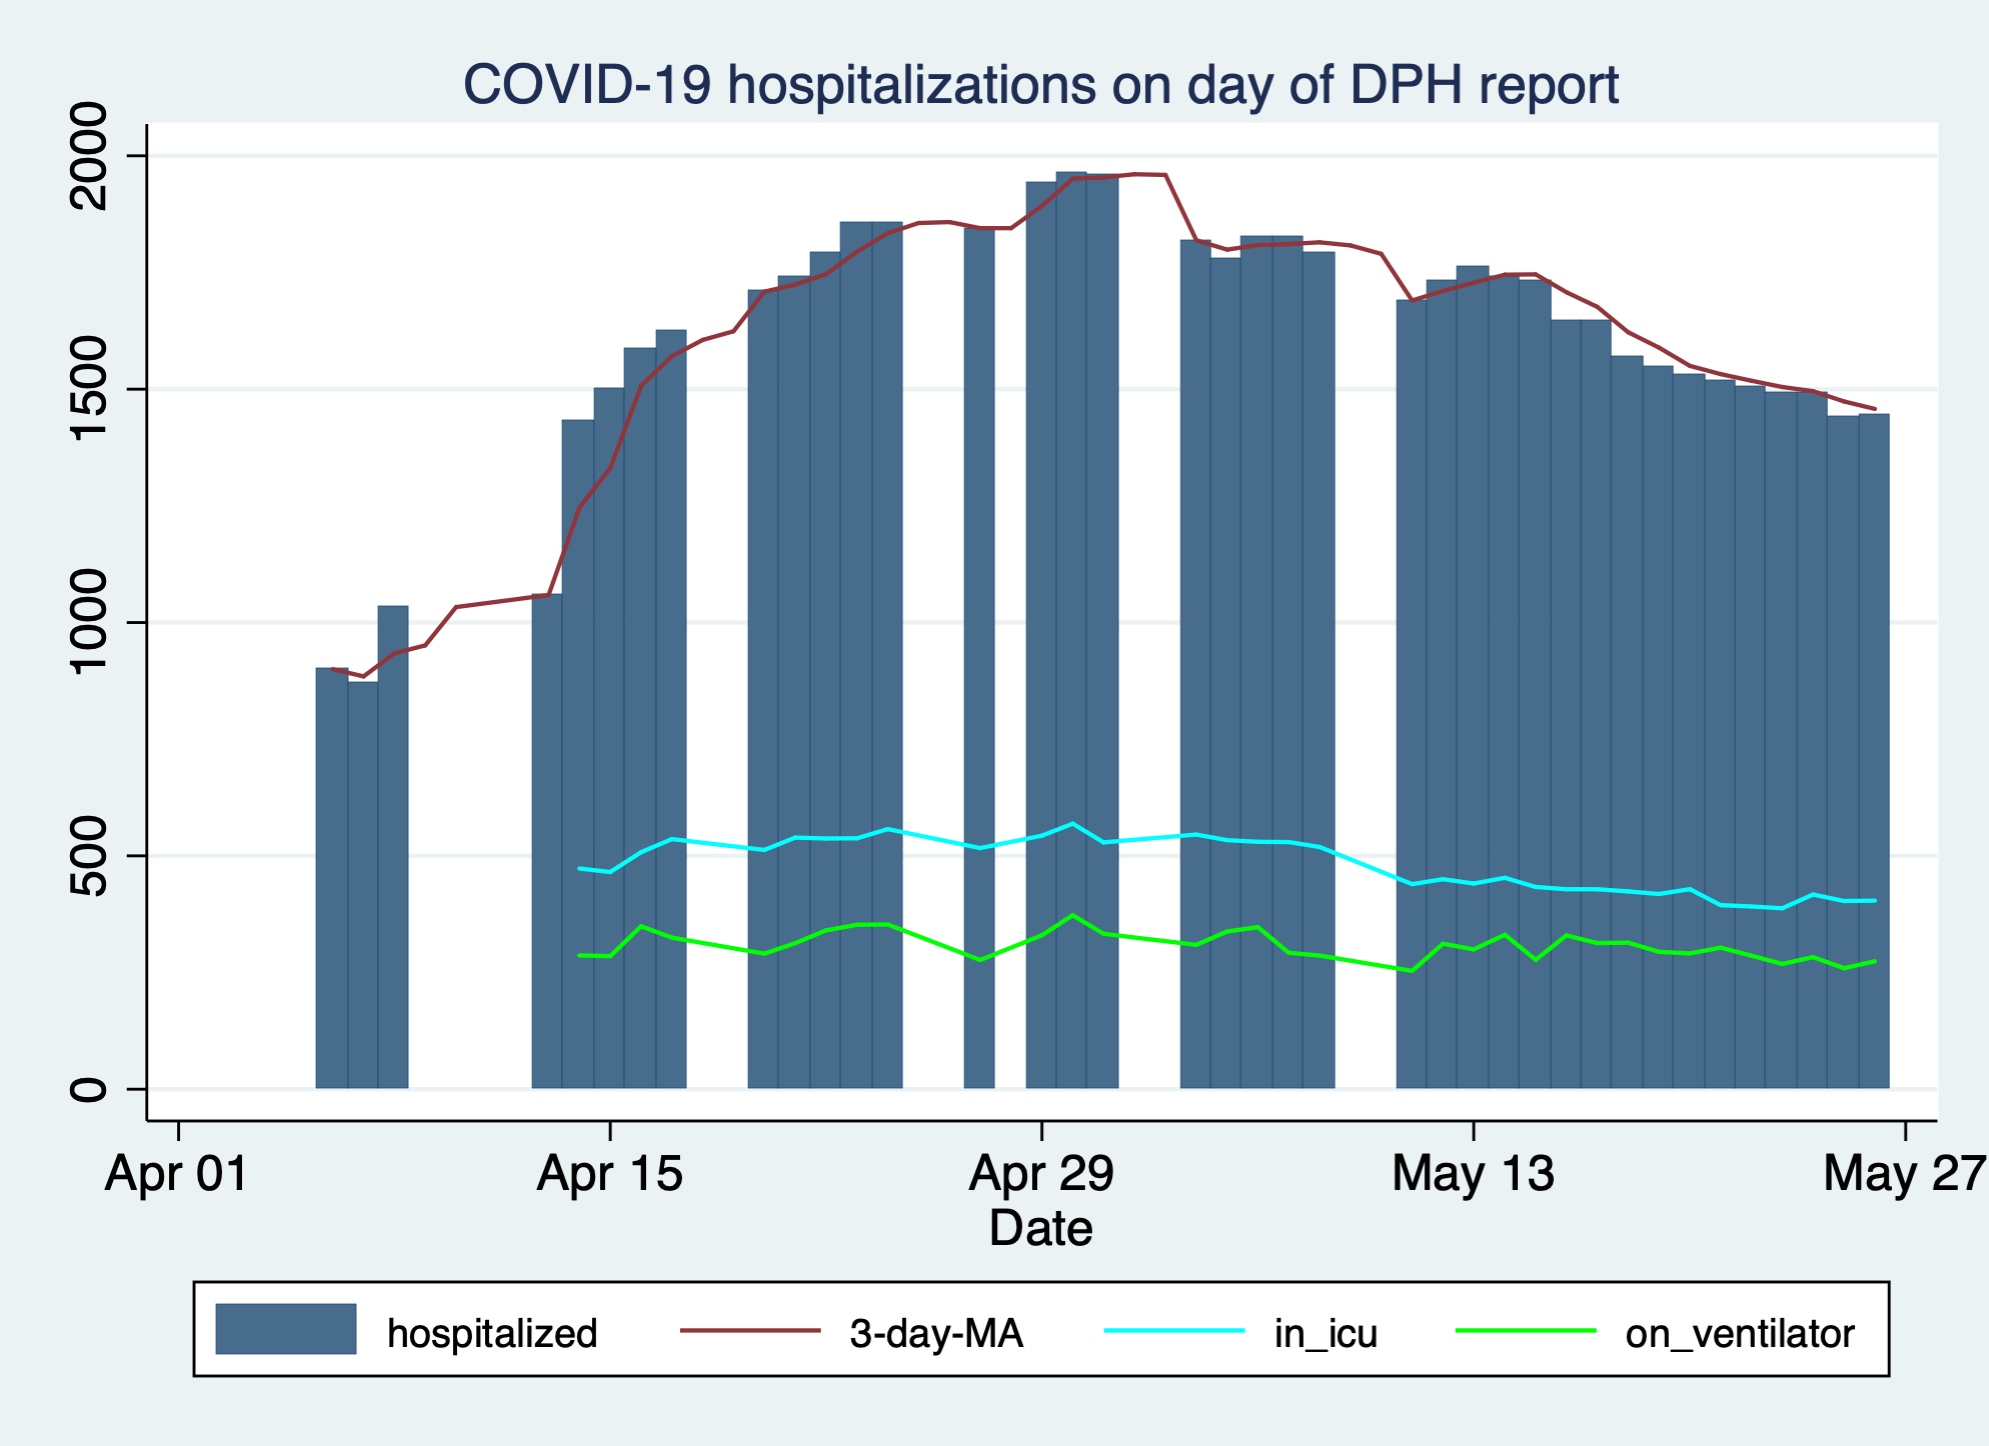 COVID-19 hospitalizations on day of DPH report
2000
1500
1000
500
0
Apr 01 Apr 15 Apr 29 May 13 May 27
Date
hospitalized 3-day-MA in_icu on_ventilator